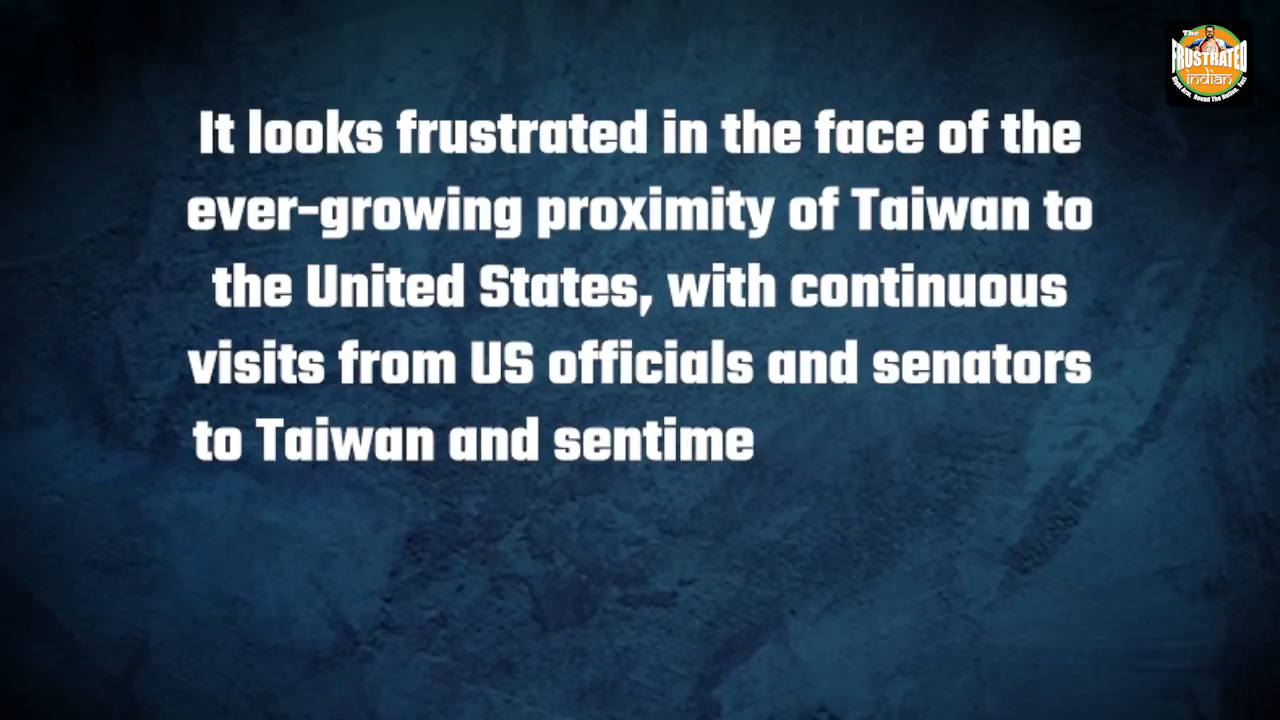 The
FRUSTRATED
indian
It looks frustrated in the face of the
ever-growing proximity of Taiwan to
the United States, with continuous
visits from US officials and senators
to Taiwan and sentime